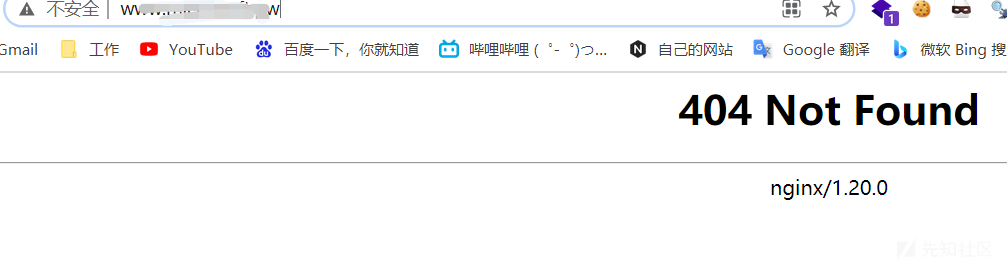 不安全
1
Gmail 工作 YouTube 百度一下，你就知道 哔哩哔哩 (゜-゜)つ... 自己的网站 Google 翻译 微软 Bing 搜
404 Not Found
nginx/1.20.0
先知社区